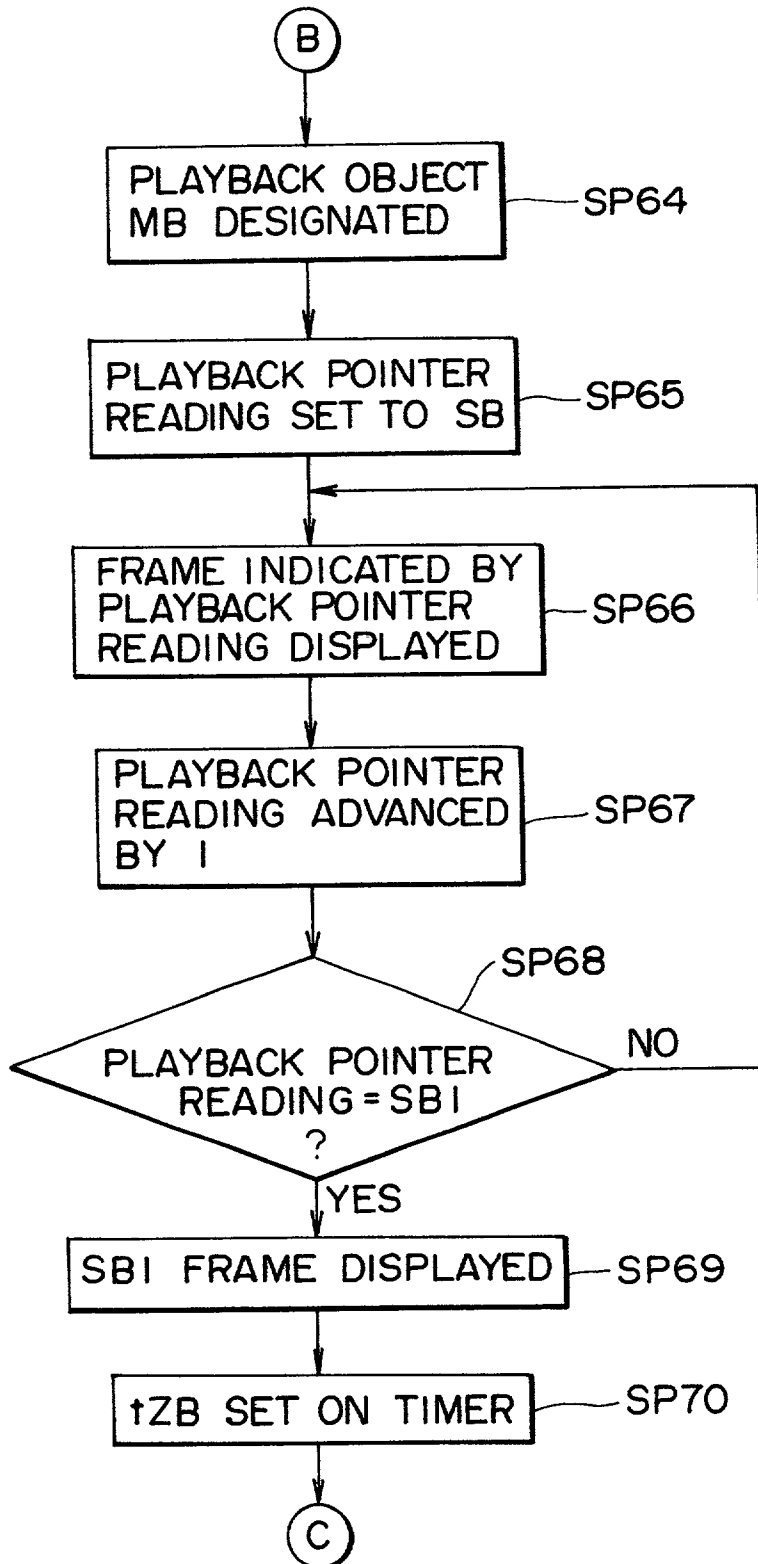 B
PLAYBACK OBJECT
MB DESIGNATED
SP64
PLAYBACK POINTER
READING SET TO SB
SP65
FRAME INDICATED BY
PLAYBACK POINTER
READING DISPLAYED
SP66
PLAYBACK POINTER
READING ADVANCED
BY 1
SP67
SP68
PLAYBACK POINTER
READING = SB1
?
NO
YES
SB1 FRAME DISPLAYED
SP69
tZB SET ON TIMER
SP70
C